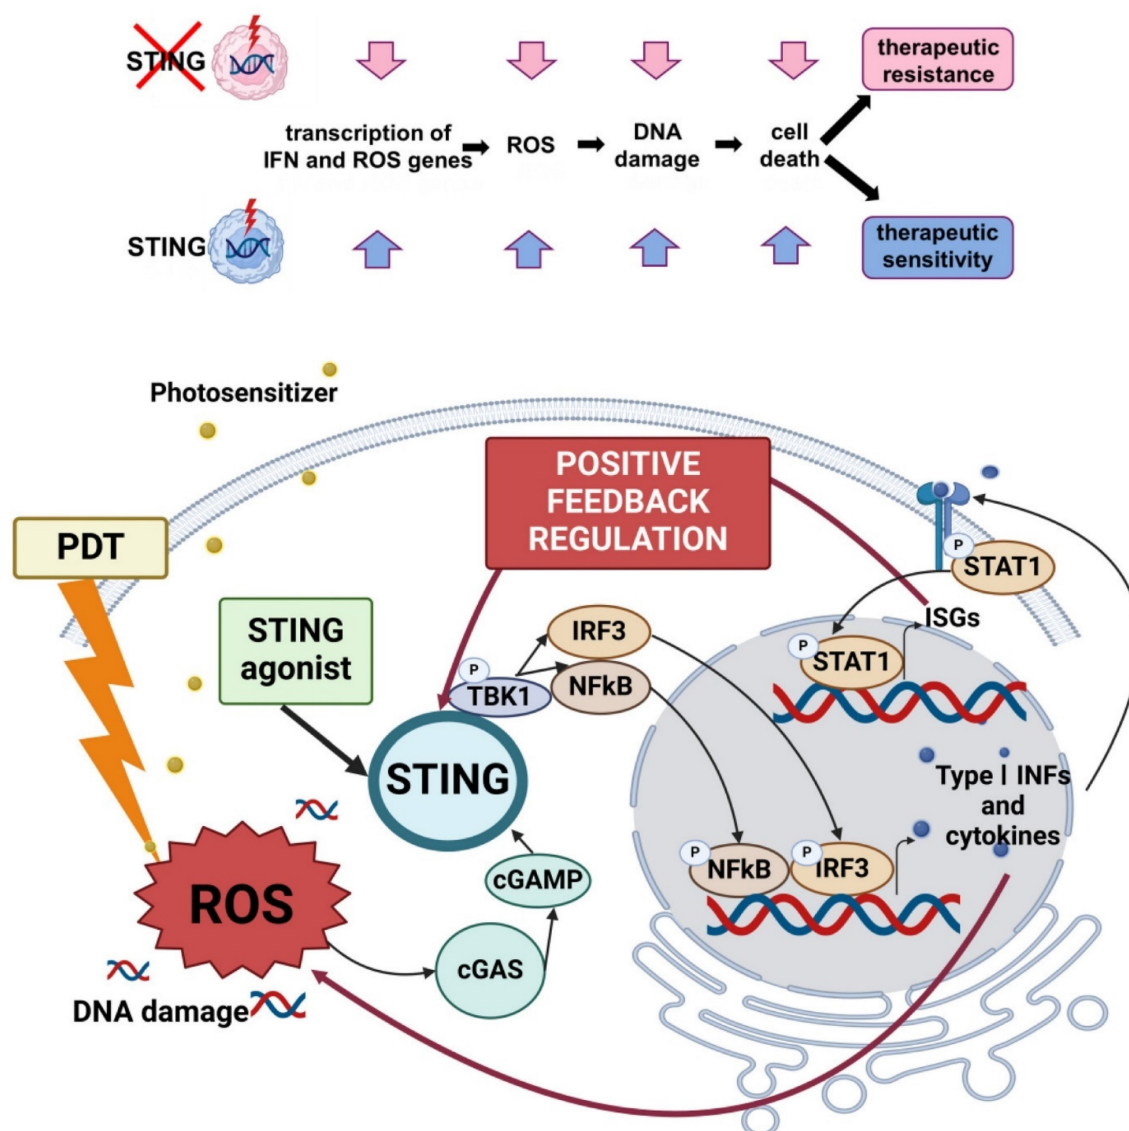 STING
therapeutic
resistance
transcription of
IFN and ROS genes
ROS
DNA
damage
cell
death
STING
therapeutic
sensitivity
Photosensitizer
POSITIVE
FEEDBACK
REGULATION
PDT
P
STAT1
STING
agonist
IRF3
ISGs
P
STAT1
P
TBK1
NFkB
STING
Type I INFs
and
cytokines
P
NFkB
P
IRF3
cGAMP
ROS
cGAS
DNA damage